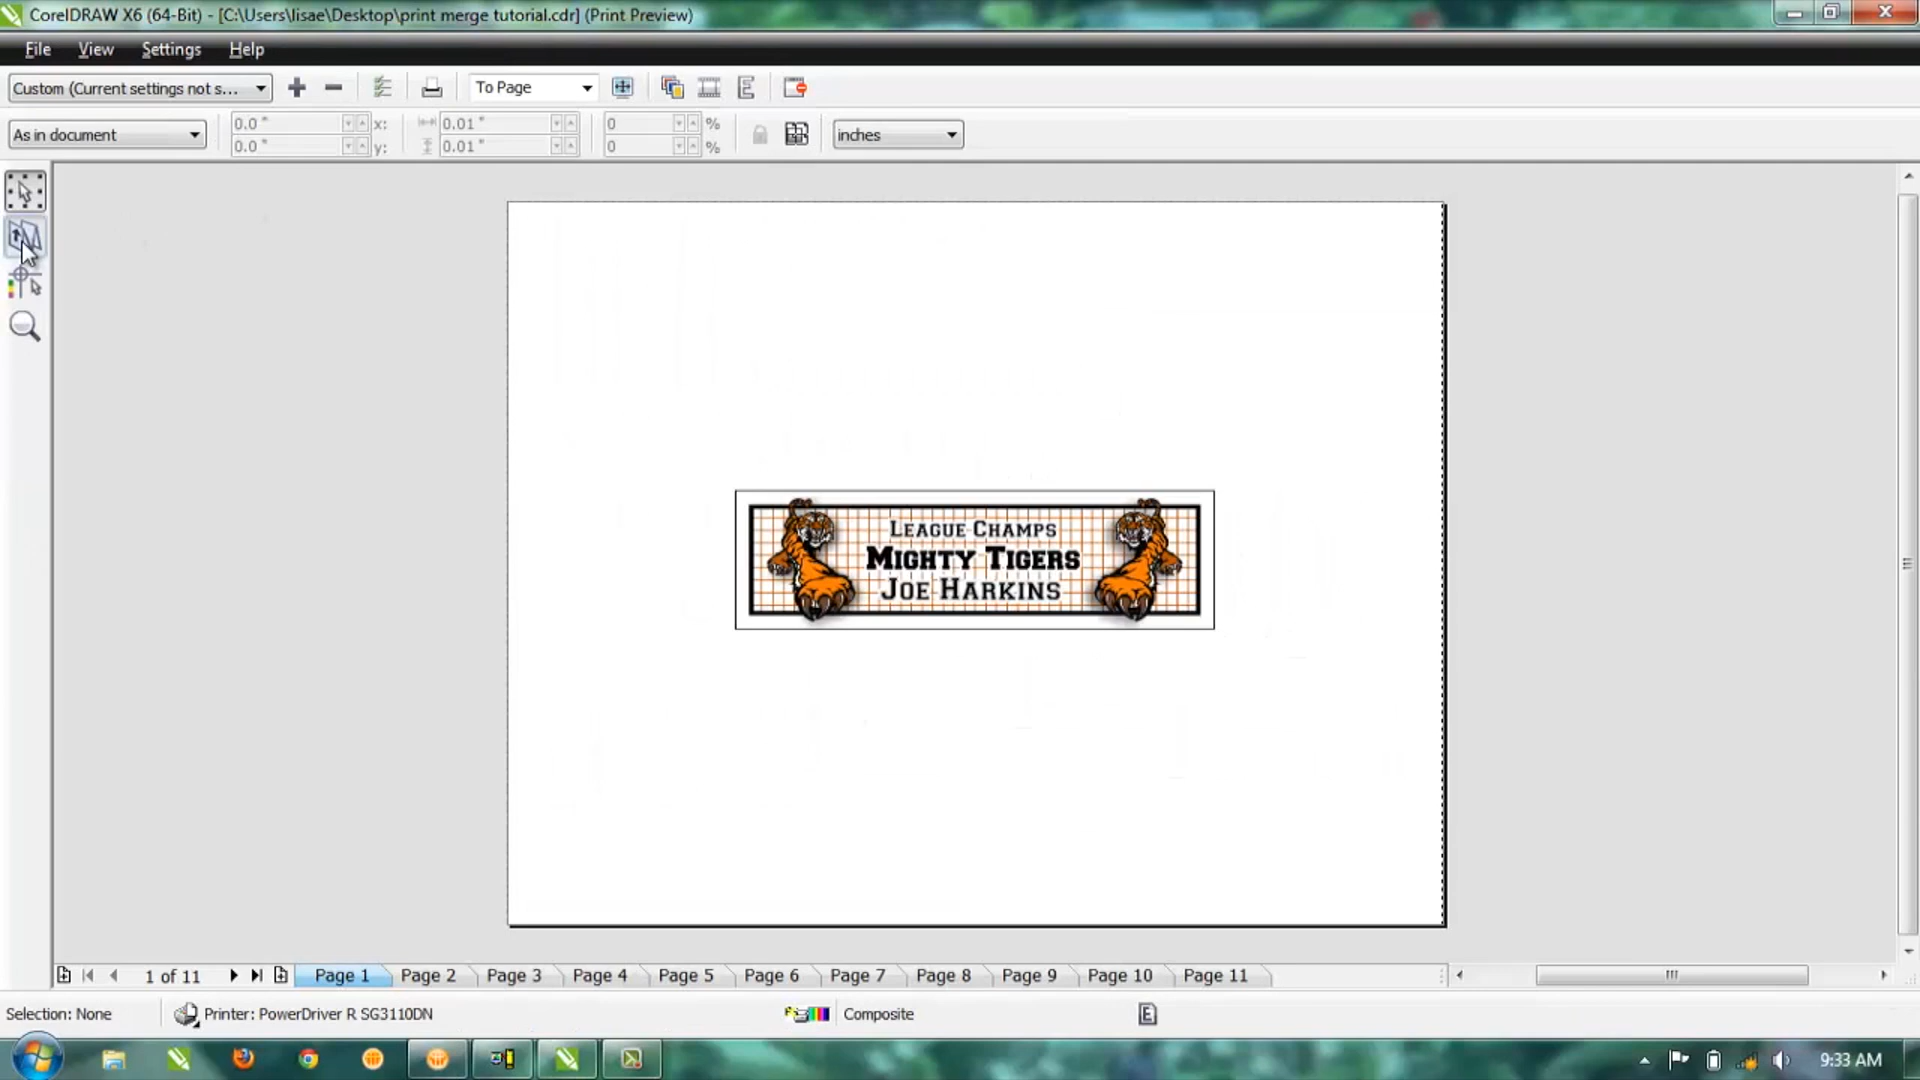 CorelDRAW X6 (64-Bit) - [C:\Users\lisae\Desktop\print merge tutorial.cdr] (Print Preview)
File View Settings Help
Custom (Current settings not s... To Page
As in document 0.0 " x: 0.01 " 0 % inches
0.0 " y: 0.01 " 0 %
League Champs
Mighty Tigers
Joe Harkins
1 of 11 Page 1 Page 2 Page 3 Page 4 Page 5 Page 6 Page 7 Page 8 Page 9 Page 10 Page 11
Selection: None Printer: PowerDriver R SG3110DN Composite
9:33 AM